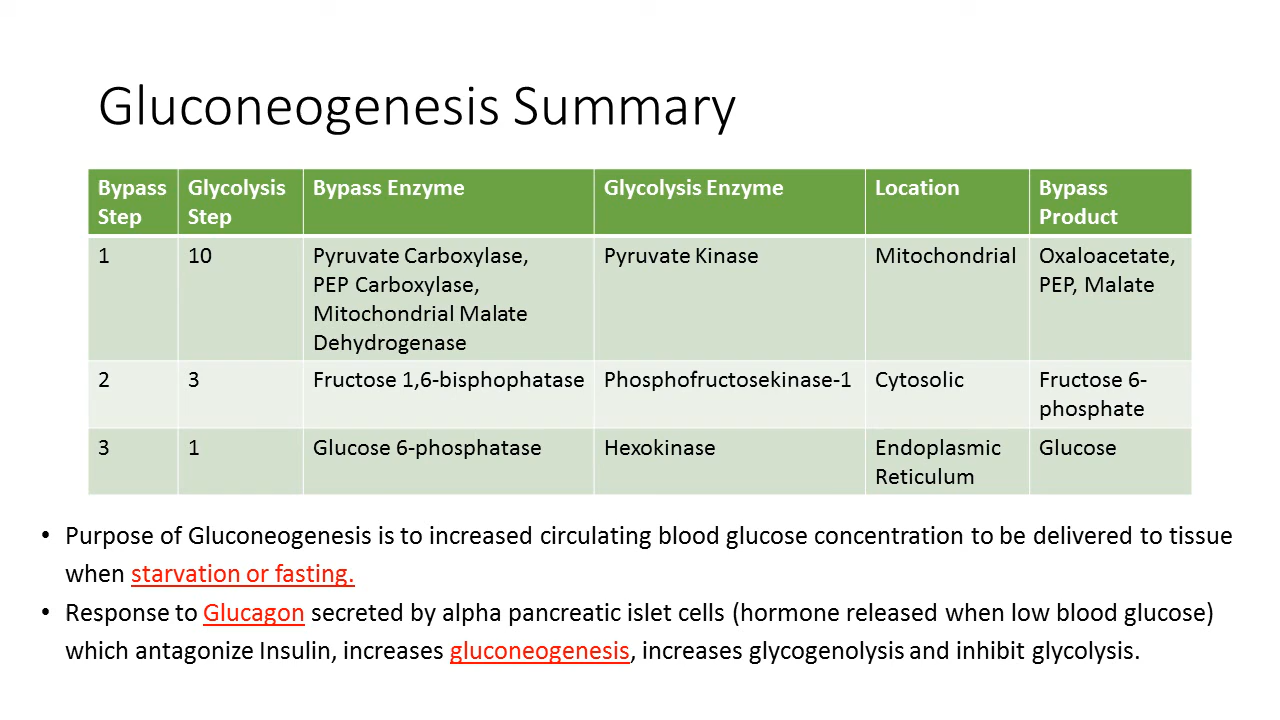 Gluconeogenesis Summary
Bypass Step | Glycolysis Step | Bypass Enzyme | Glycolysis Enzyme | Location | Bypass Product
1 | 10 | Pyruvate Carboxylase, PEP Carboxylase, Mitochondrial Malate Dehydrogenase | Pyruvate Kinase | Mitochondrial | Oxaloacetate, PEP, Malate
2 | 3 | Fructose 1,6-bisphophatase | Phosphofructosekinase-1 | Cytosolic | Fructose 6-phosphate
3 | 1 | Glucose 6-phosphatase | Hexokinase | Endoplasmic Reticulum | Glucose
• Purpose of Gluconeogenesis is to increased circulating blood glucose concentration to be delivered to tissue
when starvation or fasting.
• Response to Glucagon secreted by alpha pancreatic islet cells (hormone released when low blood glucose)
which antagonize Insulin, increases gluconeogenesis, increases glycogenolysis and inhibit glycolysis.